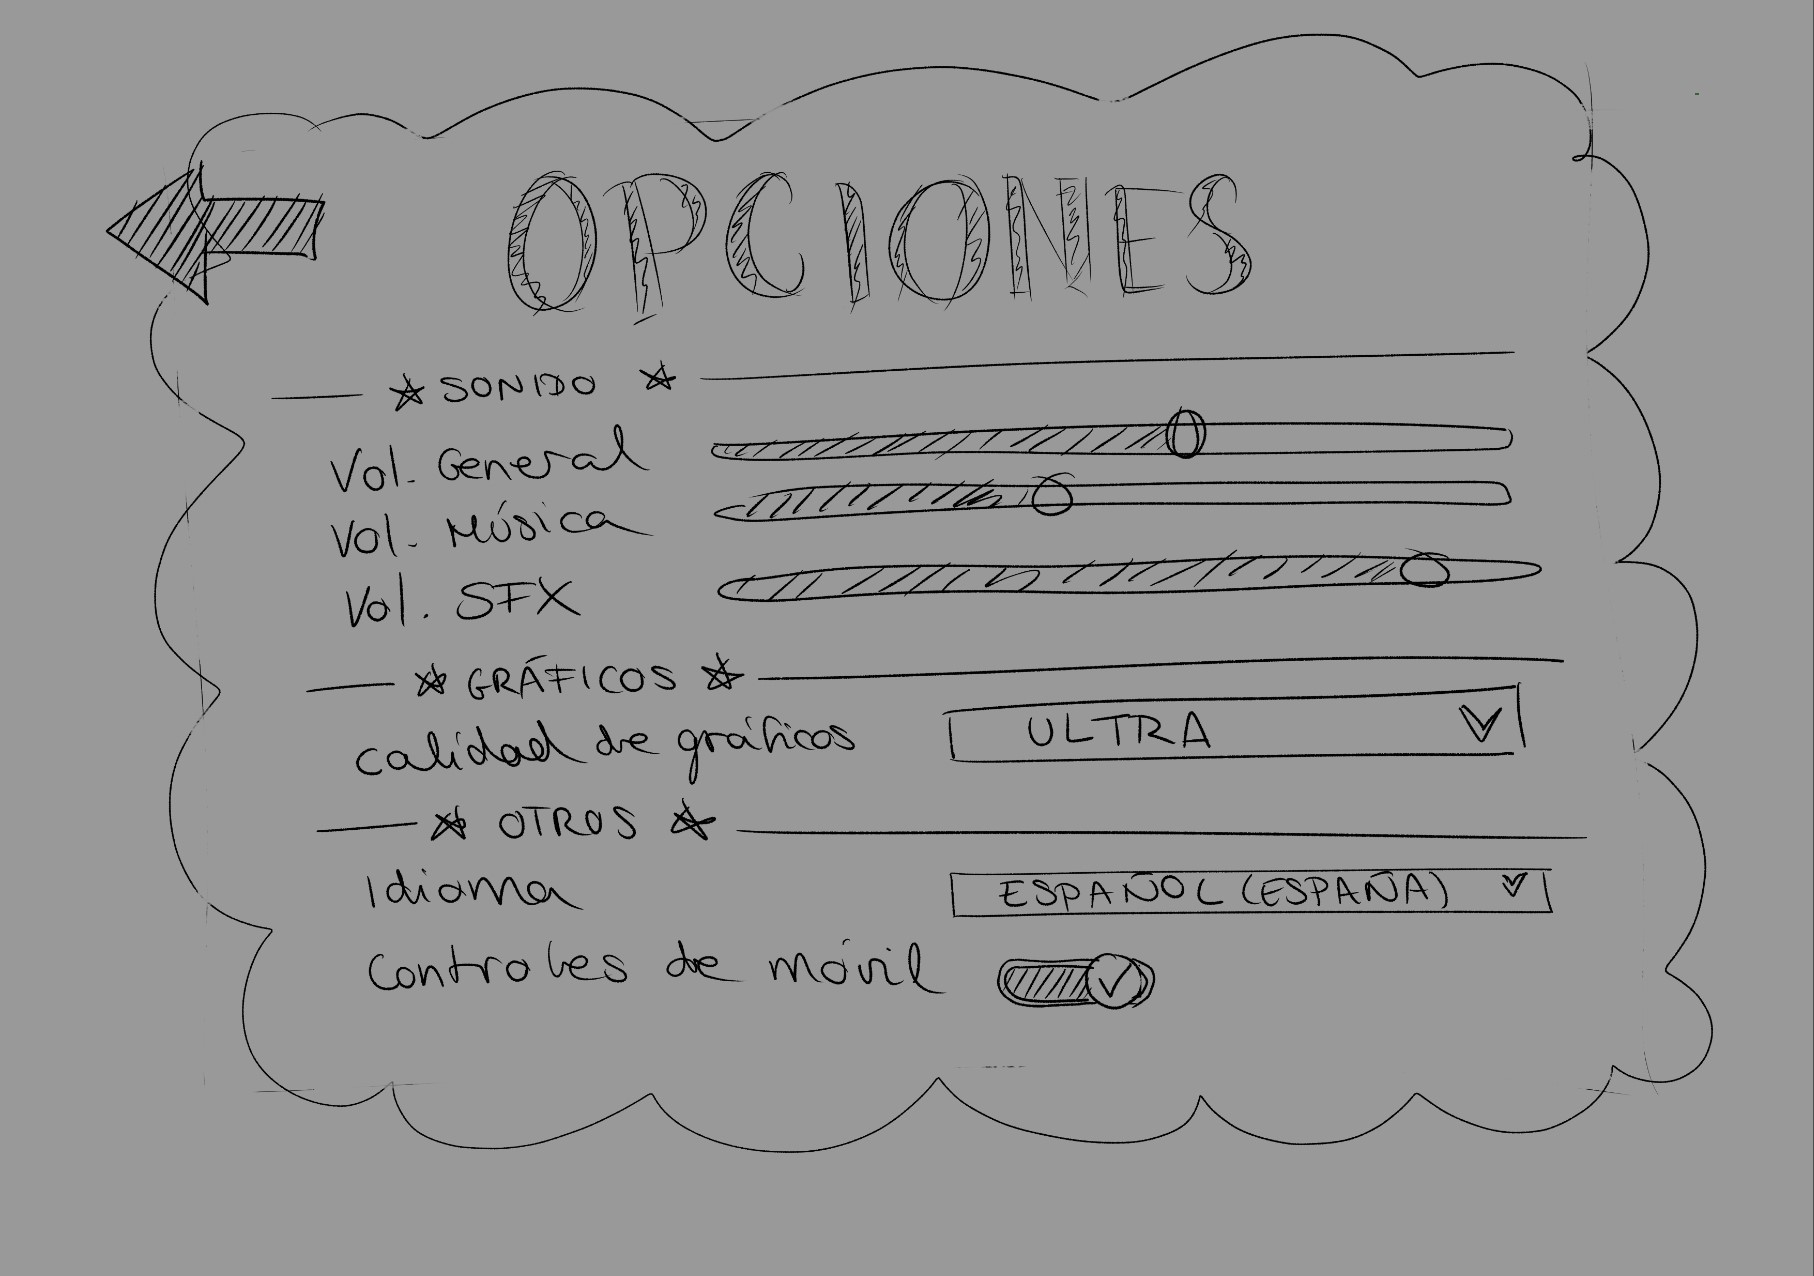 OPCIONES
SONIDO
Vol. General
Vol. Música
Vol. SFX
GRÁFICOS
calidad de gráficos
ULTRA
OTROS
Idioma
ESPAÑOL (ESPAÑA)
Controles de móvil